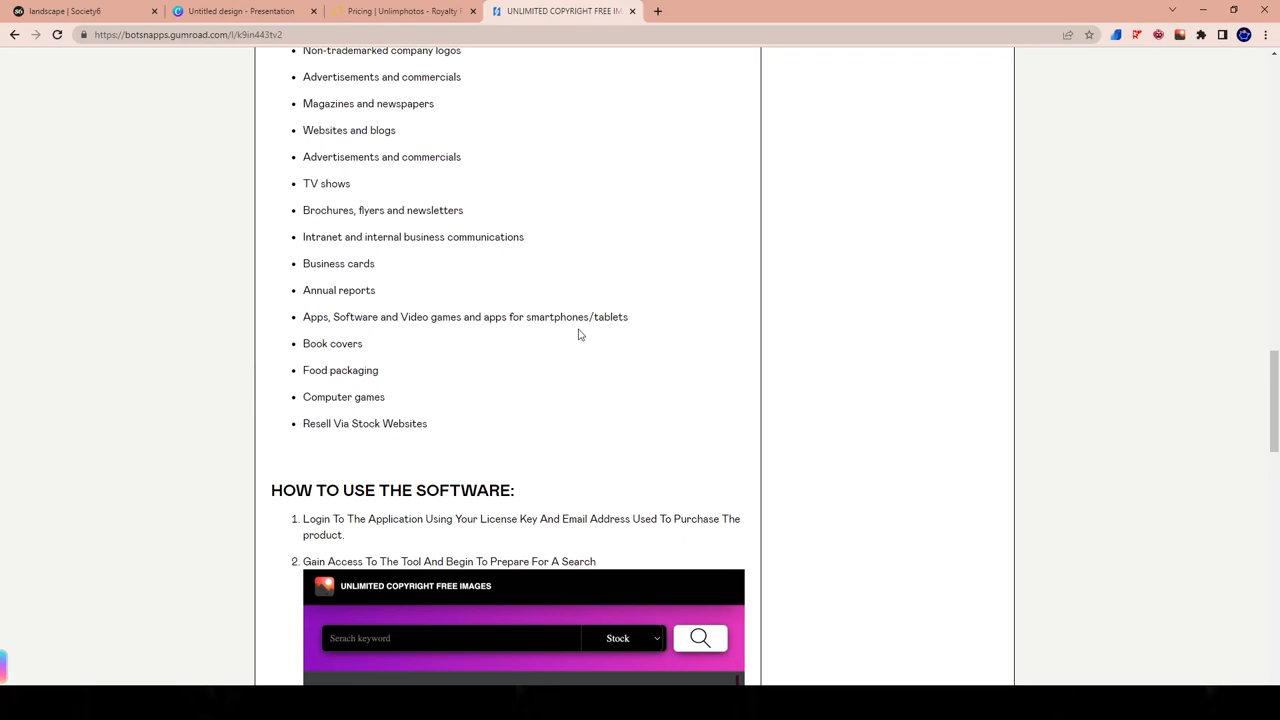 landscape | Society6
Untitled design - Presentation
Pricing | Unlimphotos - Royalty F
UNLIMITED COPYRIGHT FREE IM
https://botsnapps.gumroad.com/l/k9in443tv2
Non-trademarked company logos
Advertisements and commercials
Magazines and newspapers
Websites and blogs
Advertisements and commercials
TV shows
Brochures, flyers and newsletters
Intranet and internal business communications
Business cards
Annual reports
Apps, Software and Video games and apps for smartphones/tablets
Book covers
Food packaging
Computer games
Resell Via Stock Websites
HOW TO USE THE SOFTWARE:
1. Login To The Application Using Your License Key And Email Address Used To Purchase The
product.
2. Gain Access To The Tool And Begin To Prepare For A Search
UNLIMITED COPYRIGHT FREE IMAGES
Serach keyword
Stock